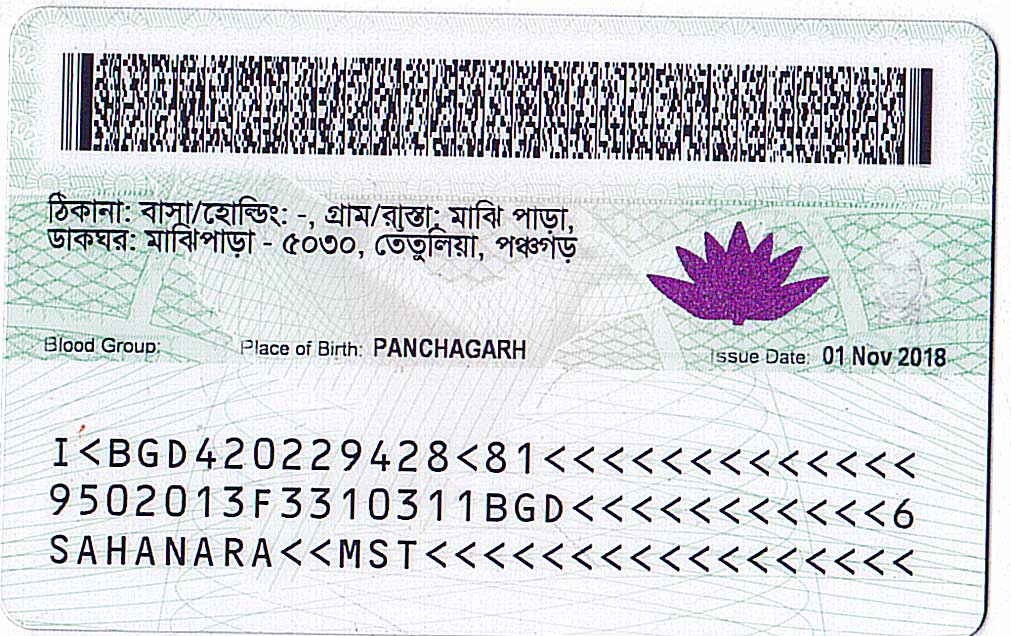 ঠিকানা: বাসা/হোল্ডিং: -, গ্রাম/রাস্তা: মাঝি পাড়া,
ডাকঘর: মাঝিপাড়া - ৫০৩০, তেতুলিয়া, পঞ্চগড়
Blood Group: Place of Birth: PANCHAGARH Issue Date: 01 Nov 2018
I<BGD420229428<81<<<<<<<<<<<<<
9502013F3310311BGD<<<<<<<<<<<6
SAHANARA<<MST<<<<<<<<<<<<<<<<<